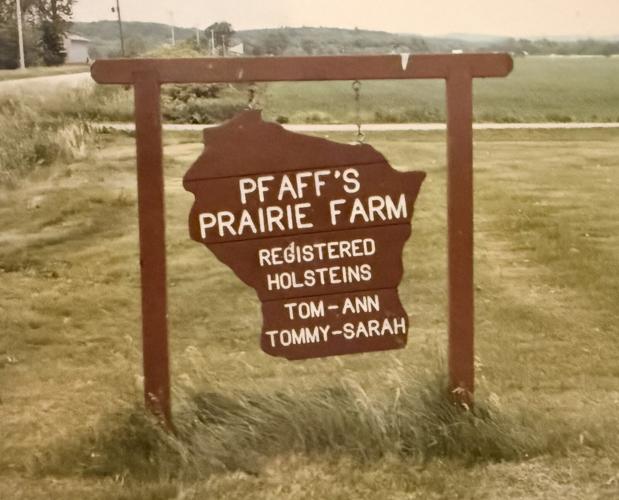 PFAFF'S
PRAIRIE FARM
REGISTERED
HOLSTEINS
TOM-ANN
TOMMY-SARAH